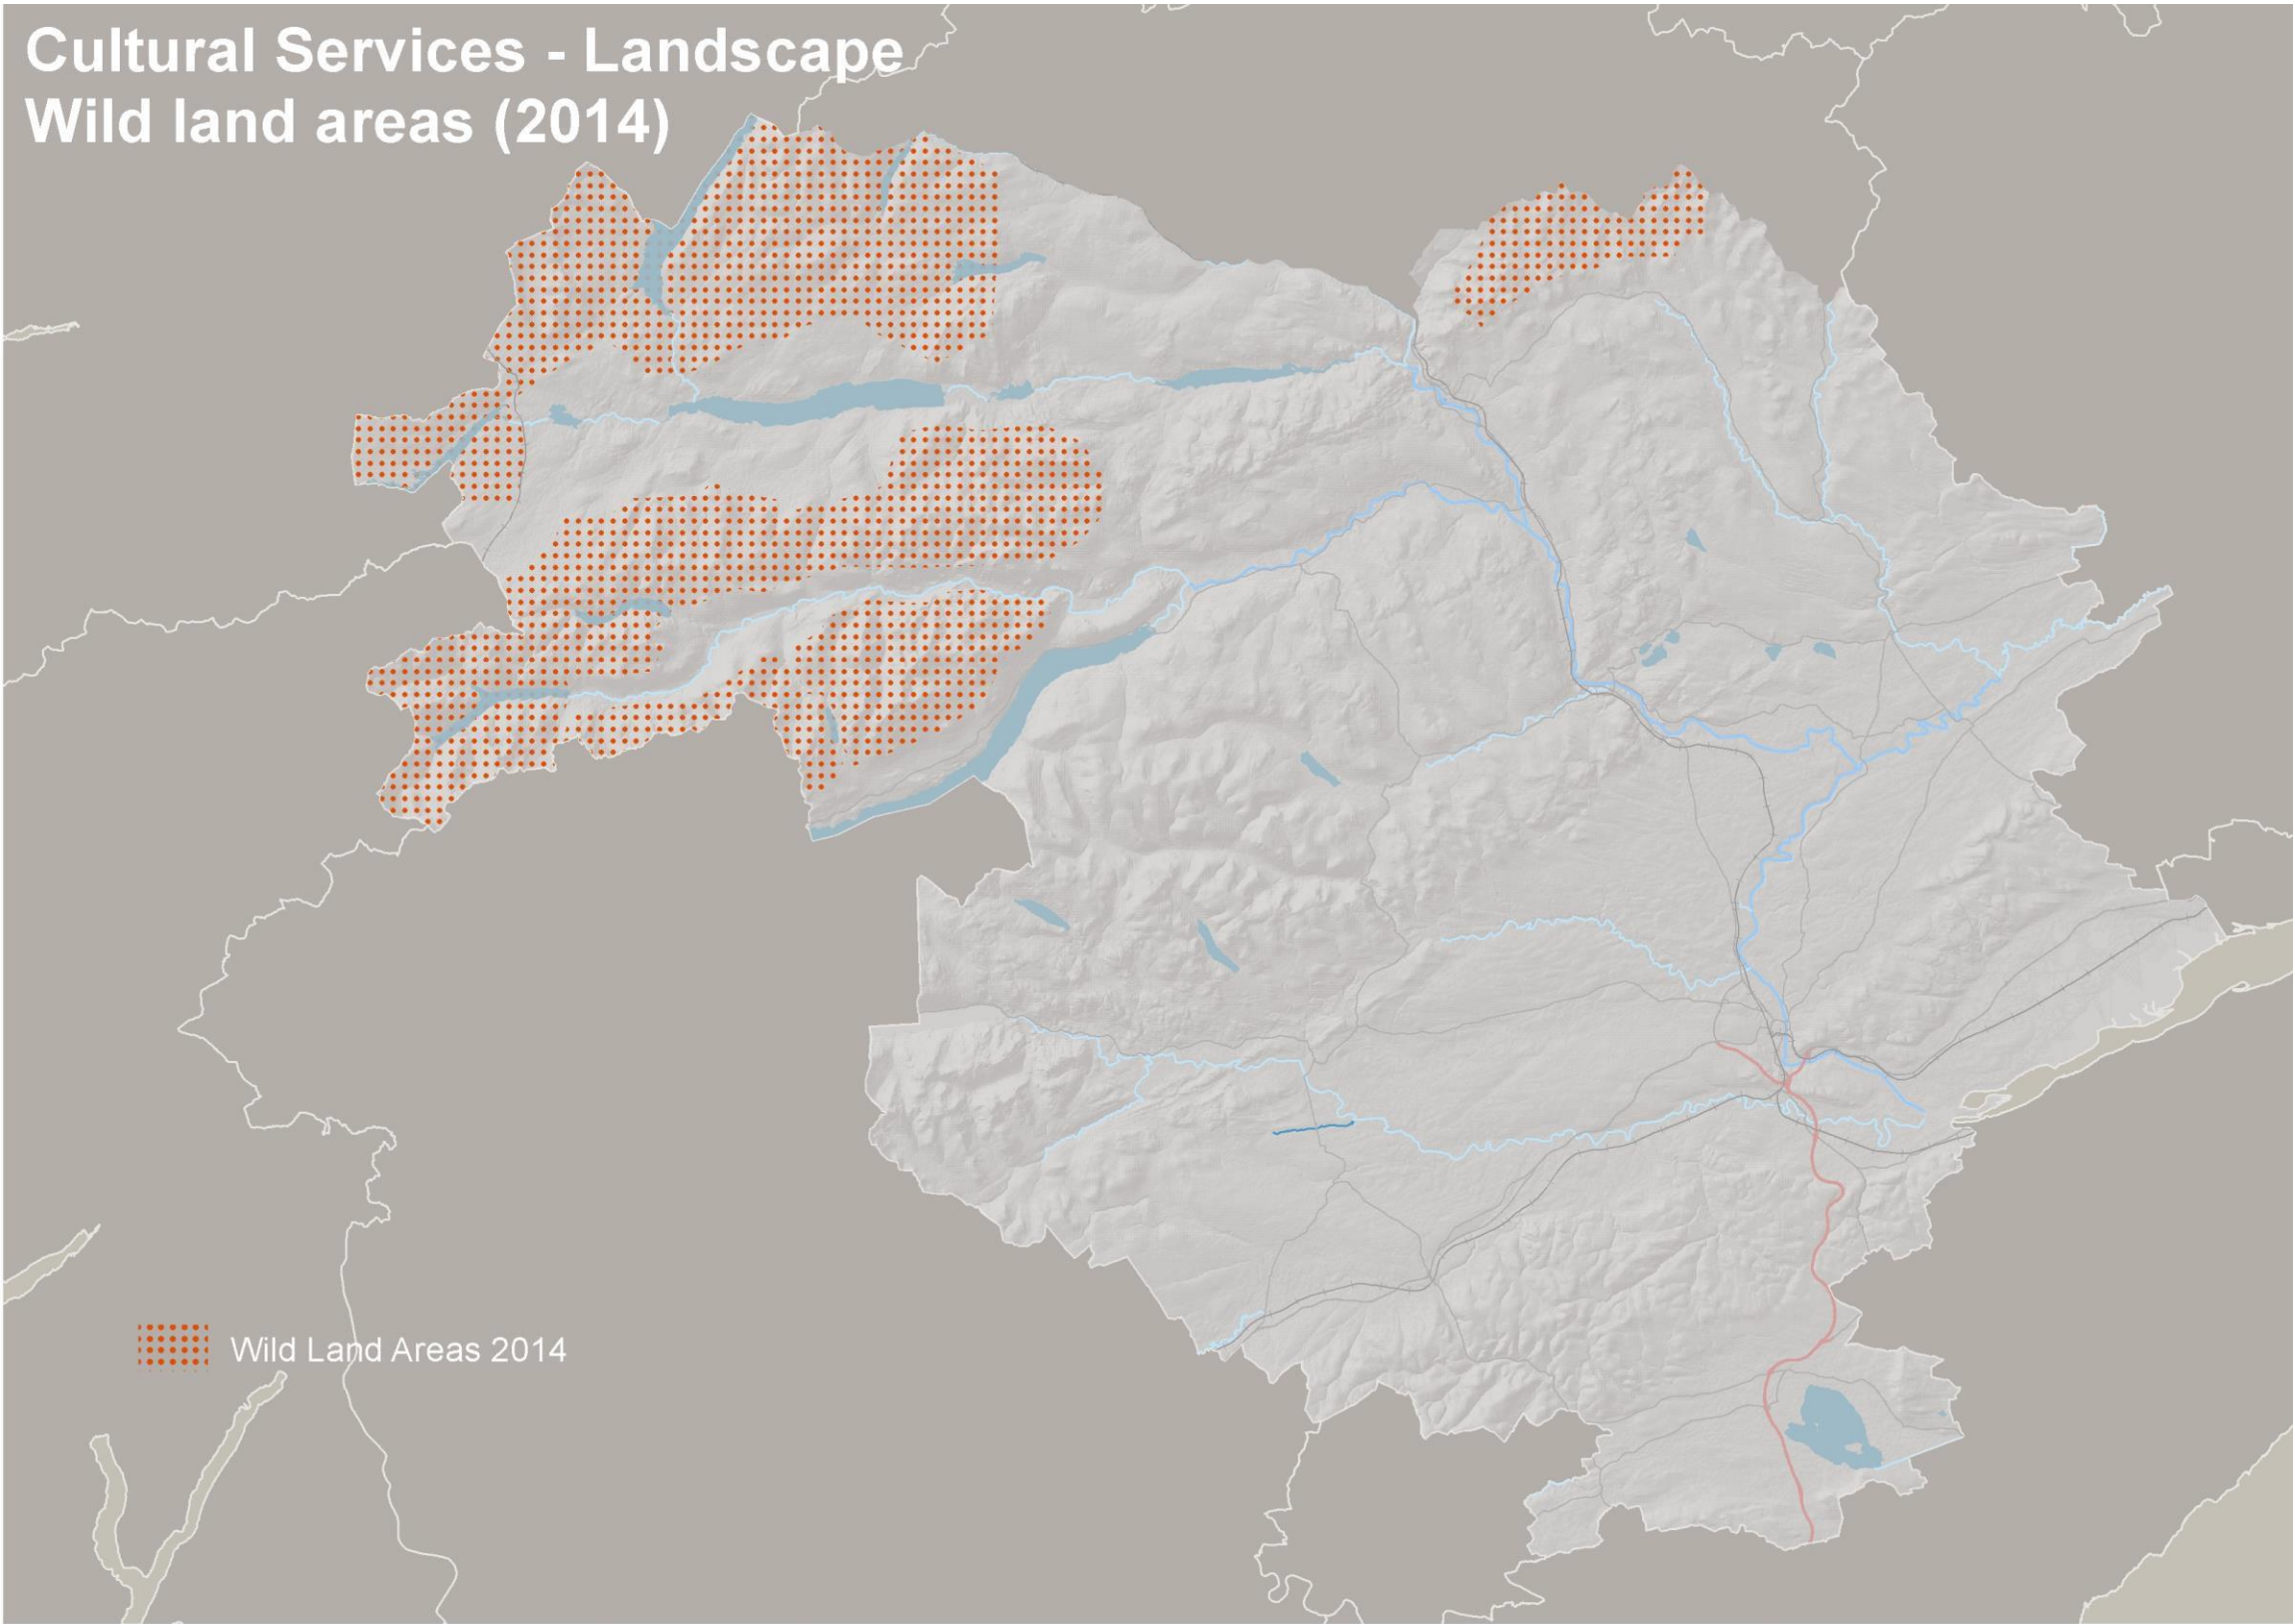 Cultural Services - Landscape
Wild land areas (2014)
Wild Land Areas 2014